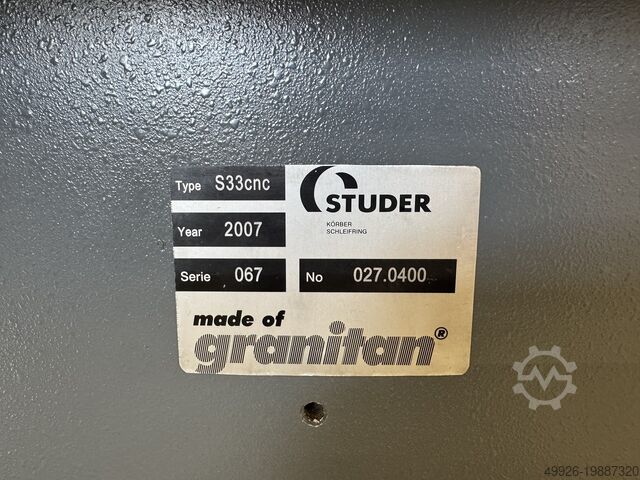 Type S33cnc
STUDER
KÖRBER
SCHLEIFRING
Year 2007
Serie 067 No 027.0400
made of
granitan®
49926-19887320